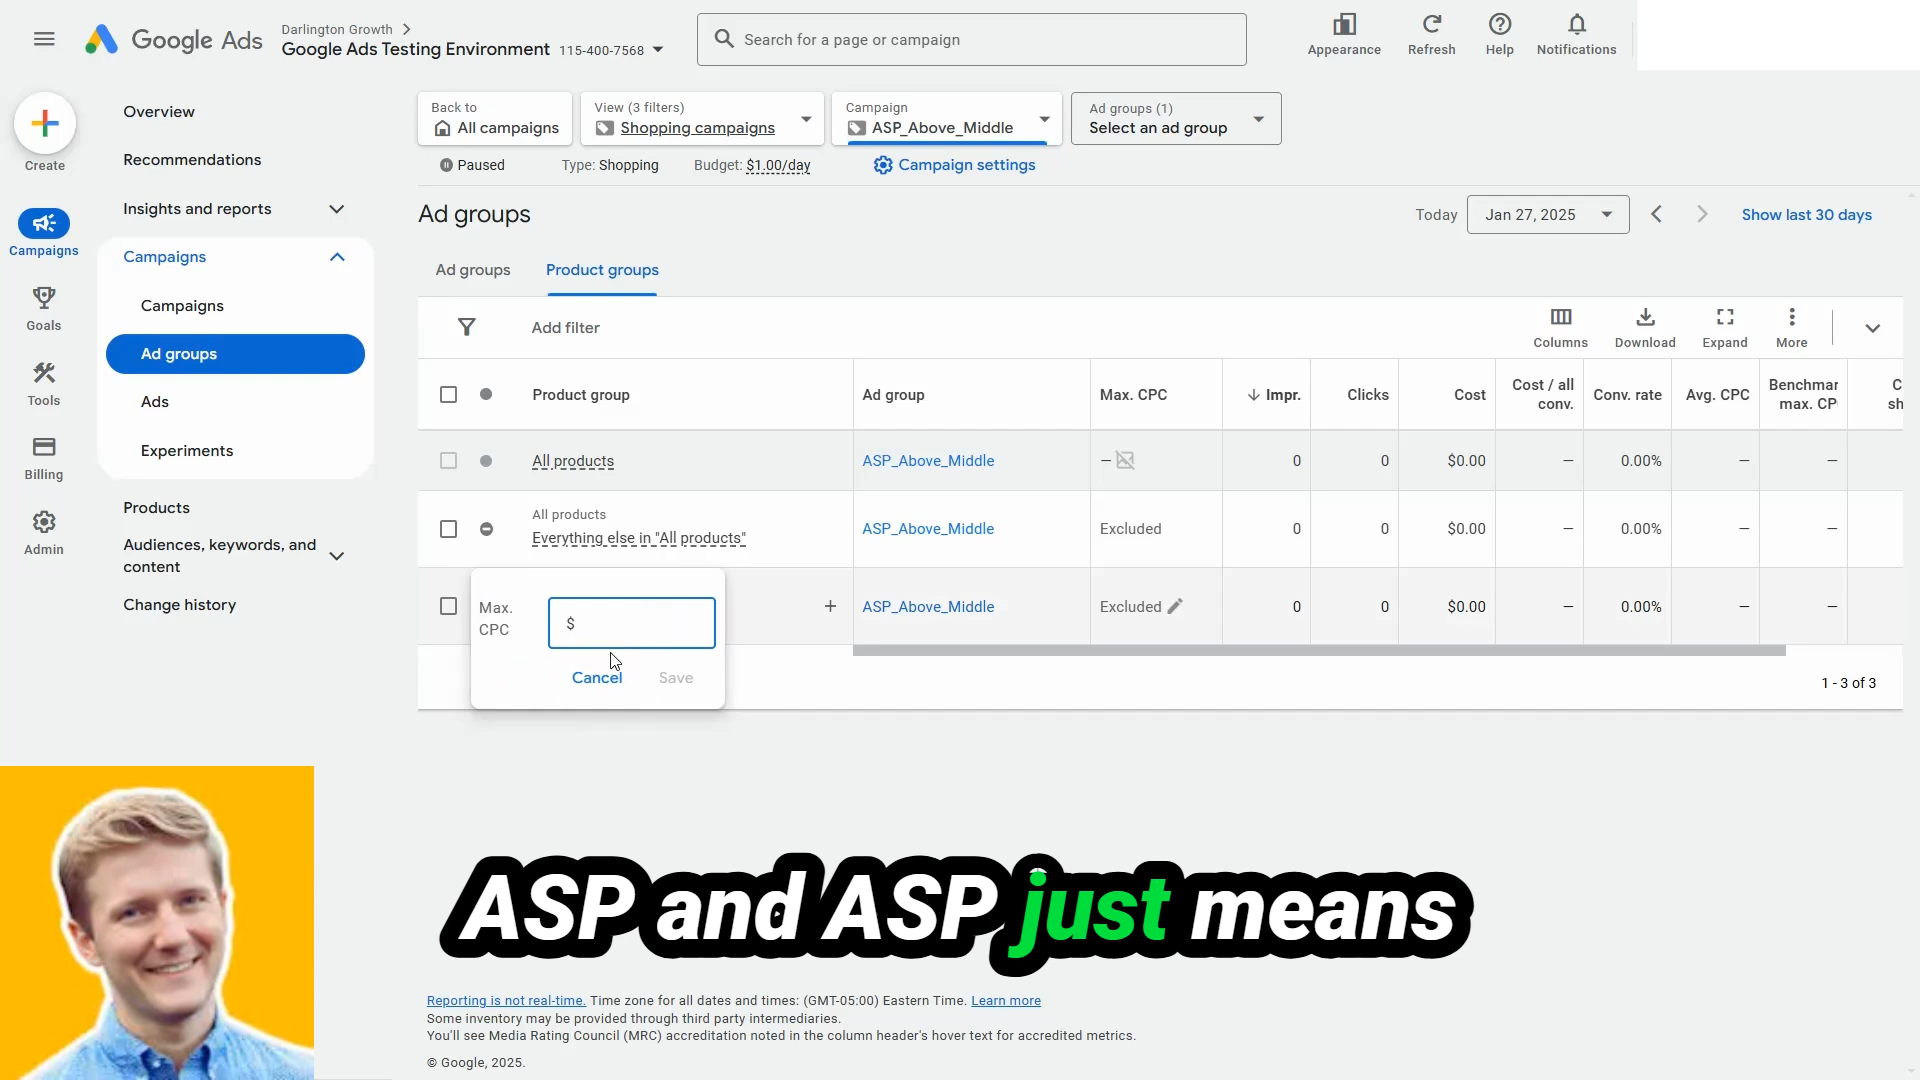 Google Ads
Darlington Growth
Google Ads Testing Environment 115-400-7568
Search for a page or campaign
Appearance
Refresh
Help
Notifications
Create
Campaigns
Goals
Tools
Billing
Admin
Overview
Recommendations
Insights and reports
Campaigns
Campaigns
Ad groups
Ads
Experiments
Products
Audiences, keywords, and
content
Change history
Back to
All campaigns
View (3 filters)
Shopping campaigns
Campaign
ASP_Above_Middle
Ad groups (1)
Select an ad group
Paused
Type: Shopping
Budget: $1.00/day
Campaign settings
Ad groups
Today
Jan 27, 2025
Show last 30 days
Ad groups
Product groups
Add filter
Columns
Download
Expand
More
Product group
Ad group
Max. CPC
Impr.
Clicks
Cost
Cost / all
conv.
Conv. rate
Avg. CPC
Benchmar
max. CP
C
sh
All products
ASP_Above_Middle
–
0
0
$0.00
–
0.00%
–
–
All products
Everything else in "All products"
ASP_Above_Middle
Excluded
0
0
$0.00
–
0.00%
–
–
Max.
CPC
$
Cancel
Save
ASP_Above_Middle
Excluded
0
0
$0.00
–
0.00%
–
–
1 - 3 of 3
ASP and ASP just means
Reporting is not real-time. Time zone for all dates and times: (GMT-05:00) Eastern Time. Learn more
Some inventory may be provided through third party intermediaries.
You'll see Media Rating Council (MRC) accreditation noted in the column header's hover text for accredited metrics.
© Google, 2025.